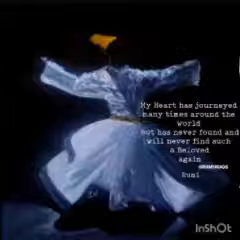 My Heart has journeyed
many times around the
world
But has never found and
will never find such
a Beloved
again
Rumi
InShOt